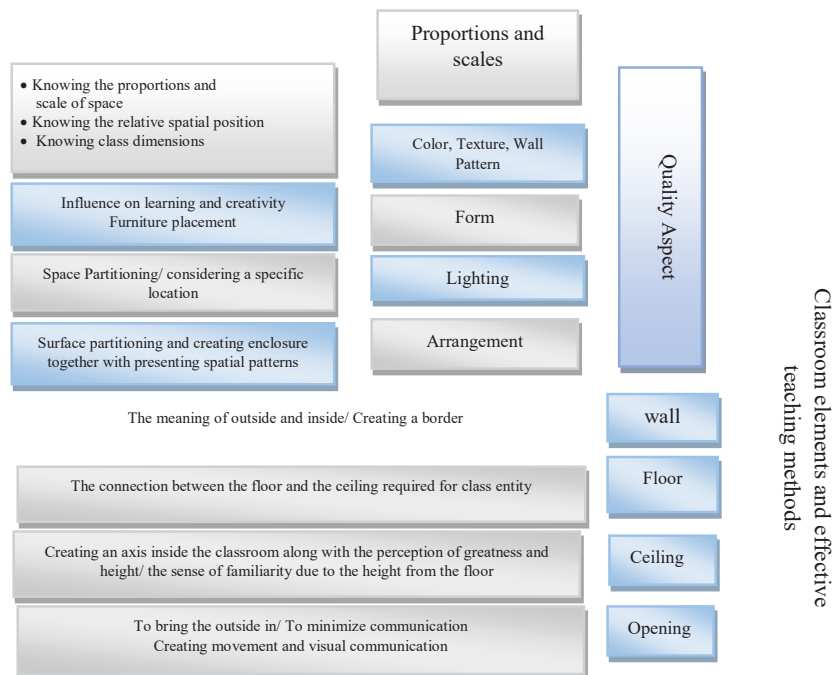 Proportions and
scales
• Knowing the proportions and
scale of space
• Knowing the relative spatial position
• Knowing class dimensions
Color, Texture, Wall
Pattern
Influence on learning and creativity
Furniture placement
Form
Space Partitioning/ considering a specific
location
Lighting
Surface partitioning and creating enclosure
together with presenting spatial patterns
Arrangement
Quality Aspect
The meaning of outside and inside/ Creating a border
wall
The connection between the floor and the ceiling required for class entity
Floor
Creating an axis inside the classroom along with the perception of greatness and
height/ the sense of familiarity due to the height from the floor
Ceiling
To bring the outside in/ To minimize communication
Creating movement and visual communication
Opening
Classroom elements and effective
teaching methods